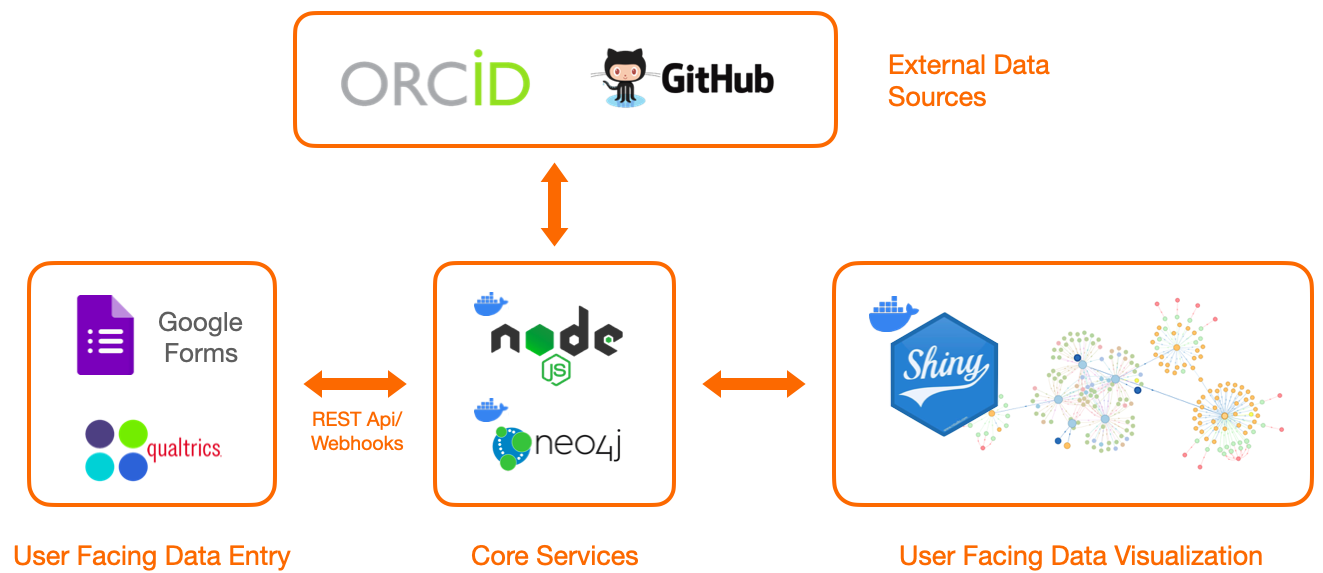 ORCID
GitHub
External Data
Sources
Google
Forms
qualtrics
REST Api/
Webhooks
node
JS
neo4j
Shiny
User Facing Data Entry
Core Services
User Facing Data Visualization